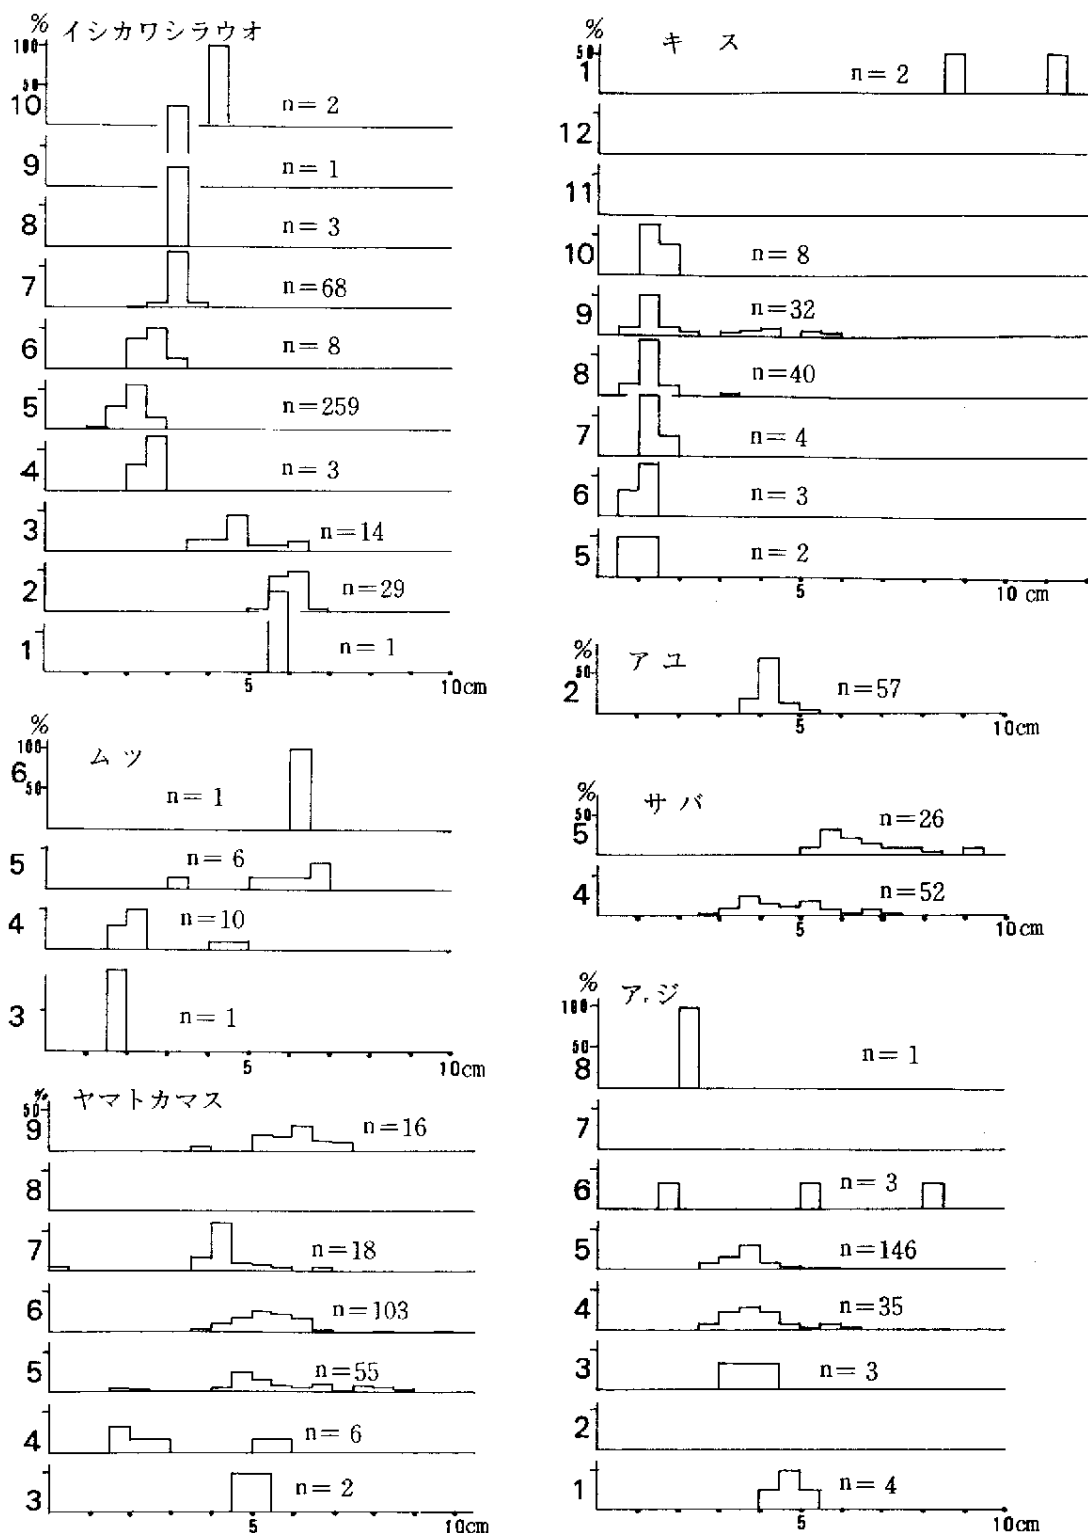 % イシカワシラウオ
100
50
10 n= 2
9 n= 1
8 n= 3
7 n=68
6 n= 8
5 n=259
4 n= 3
3 n=14
2 n=29
1 n= 1
5 10cm
% ムツ
100
6 50 n= 1
5 n= 6
4 n=10
3 n= 1
5 10cm
% ヤマトカマス
50
9 n=16
8
7 n=18
6 n=103
5 n=55
4 n= 6
3 n= 2
5 10cm
% キス
50
1 n= 2
12
11
10 n= 8
9 n=32
8 n=40
7 n= 4
6 n= 3
5 n= 2
5 10 cm
% アユ
50
2 n=57
5 10cm
% サバ
50
5 n=26
4 n=52
5 10cm
% アジ
100
50
8 n= 1
7
6 n= 3
5 n=146
4 n=35
3 n= 3
2
1 n= 4
5 10cm